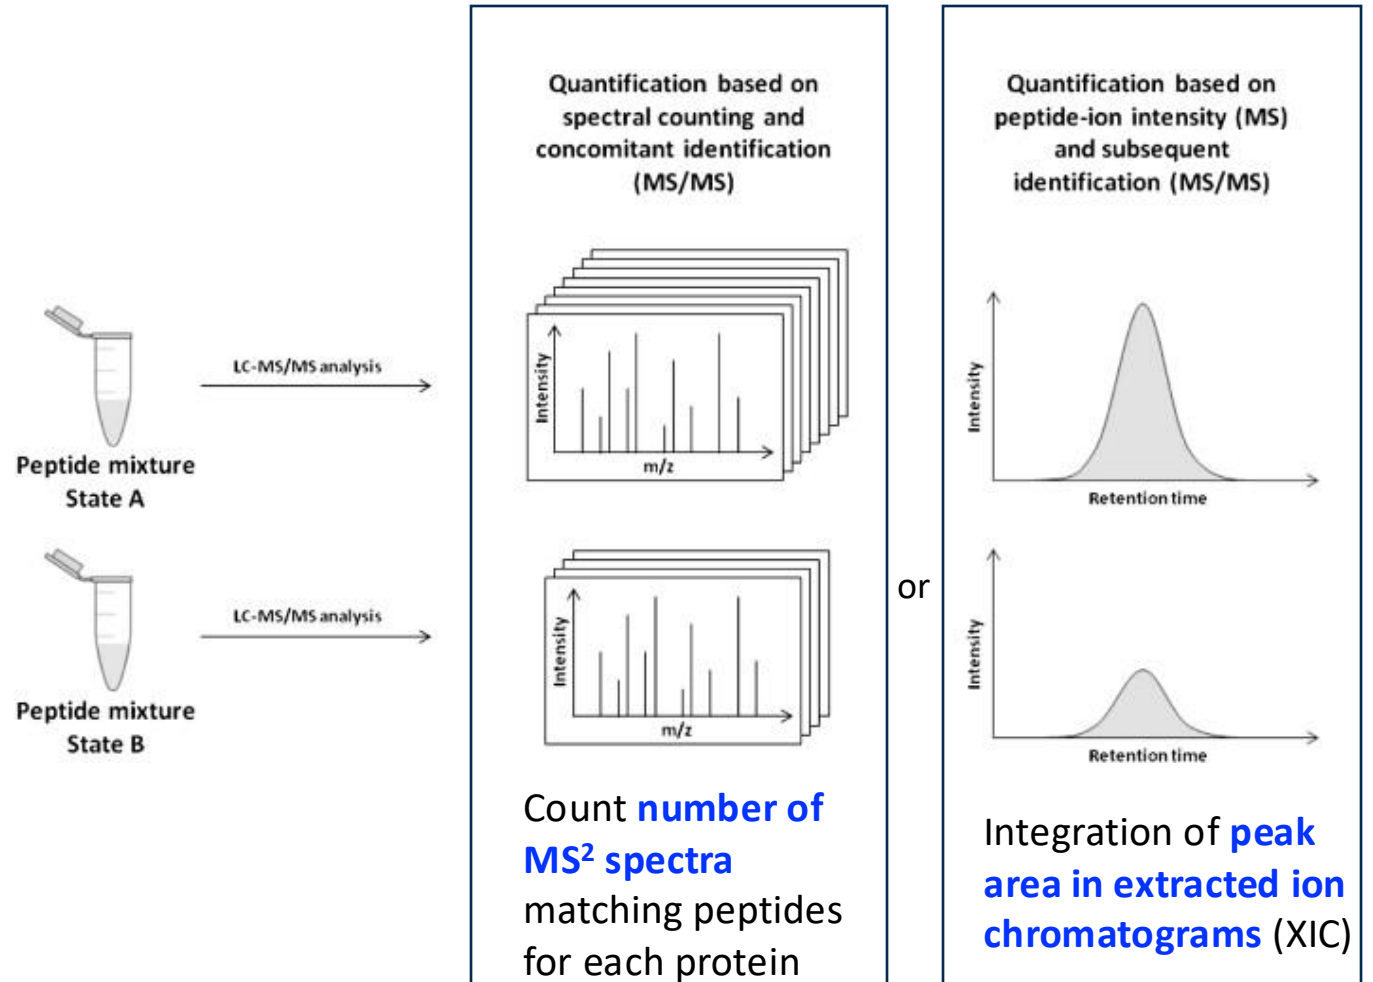 Quantification based on
spectral counting and
concomitant identification
(MS/MS)
Quantification based on
peptide-ion intensity (MS)
and subsequent
identification (MS/MS)
LC-MS/MS analysis
Peptide mixture
State A
Intensity
m/z
Intensity
Retention time
LC-MS/MS analysis
Peptide mixture
State B
Intensity
m/z
or
Intensity
Retention time
Count number of
MS² spectra
matching peptides
for each protein
Integration of peak
area in extracted ion
chromatograms (XIC)